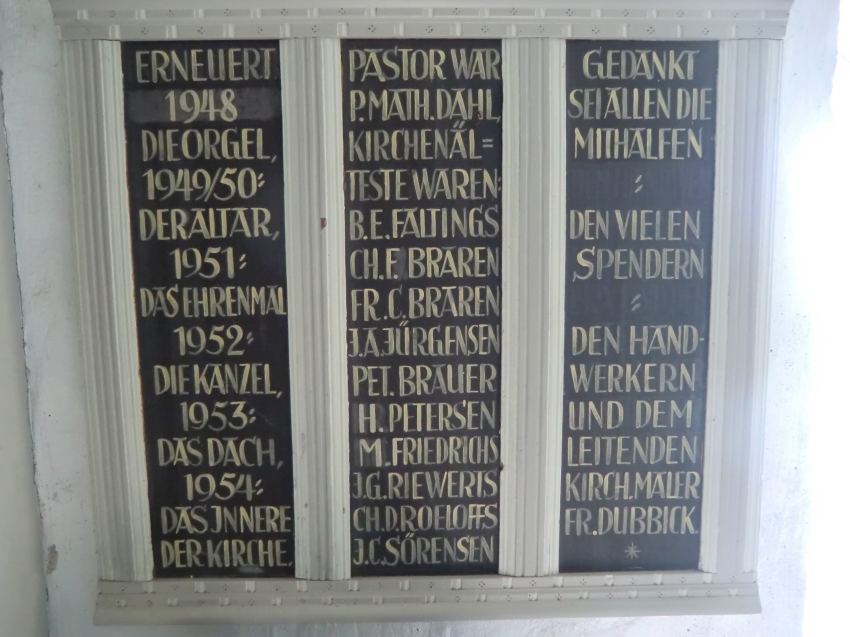 ERNEUERT
1948
DIE ORGEL,
1949/50:
DER ALTAR,
1951:
DAS EHRENMAL
1952:
DIE KANZEL,
1953:
DAS DACH,
1954:
DAS JNNERE
DER KIRCHE.
PASTOR WAR
P. MATH. DAHL,
KIRCHENÄL=
TESTE WAREN:
B. E. FALTINGS
CH. F. BRAREN
FR. C. BRAREN
J. A. JÜRGENSEN
PET. BRAUER
H. PETERSEN
M. FRIEDRICHS
J. G. RIEWERTS
CH. D. ROELOFFS
J. C. SÖRENSEN
GEDANKT
SEI ALLEN DIE
MITHALFEN
:
DEN VIELEN
SPENDERN
:
DEN HAND-
WERKERN
UND DEM
LEITENDEN
KIRCH. MALER
FR. DUBBICK.
*